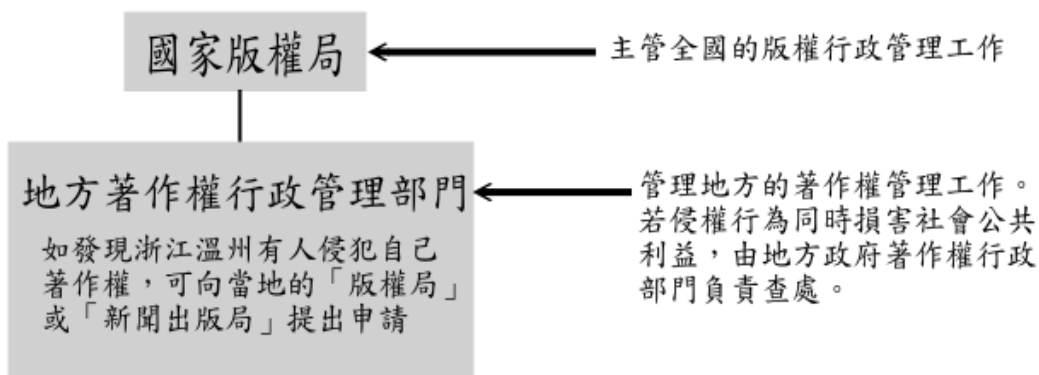 國家版權局
主管全國的版權行政管理工作
地方著作權行政管理部門
如發現浙江溫州有人侵犯自己
著作權，可向當地的「版權局」
或「新聞出版局」提出申請
管理地方的著作權管理工作。
若侵權行為同時損害社會公共
利益，由地方政府著作權行政
部門負責查處。